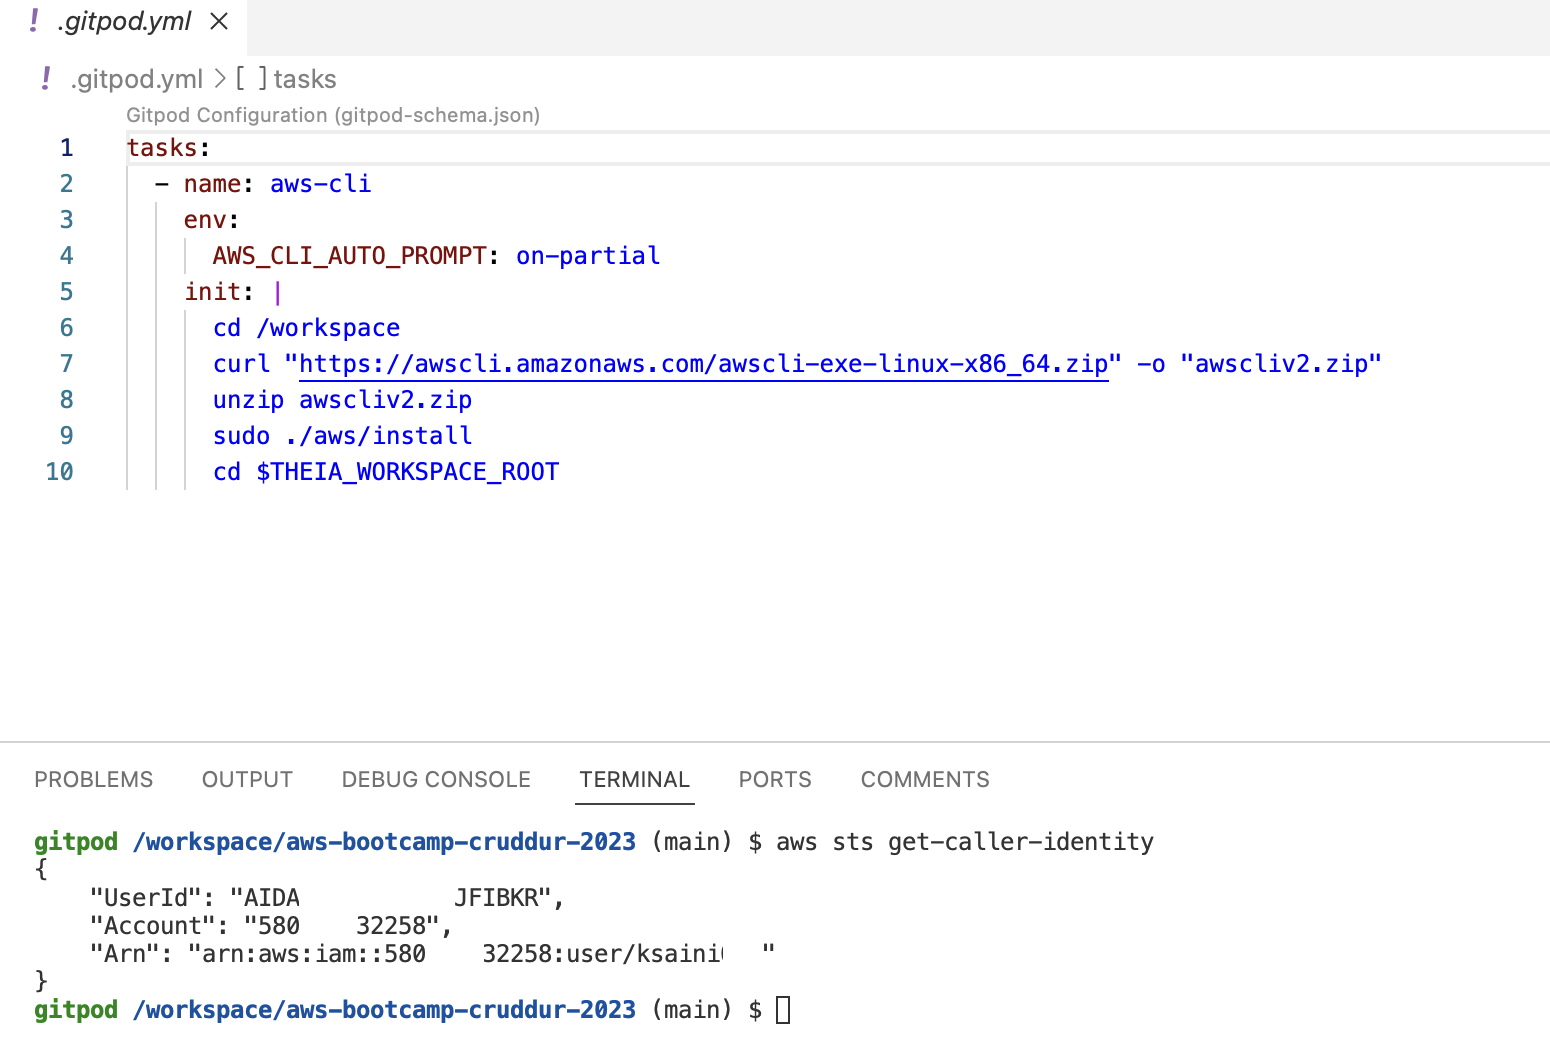 ! .gitpod.yml ×
! .gitpod.yml > [ ] tasks
Gitpod Configuration (gitpod-schema.json)
1 tasks:
2   - name: aws-cli
3     env:
4       AWS_CLI_AUTO_PROMPT: on-partial
5     init: |
6       cd /workspace
7       curl "https://awscli.amazonaws.com/awscli-exe-linux-x86_64.zip" -o "awscliv2.zip"
8       unzip awscliv2.zip
9       sudo ./aws/install
10      cd $THEIA_WORKSPACE_ROOT
PROBLEMS OUTPUT DEBUG CONSOLE TERMINAL PORTS COMMENTS
gitpod /workspace/aws-bootcamp-cruddur-2023 (main) $ aws sts get-caller-identity
{
    "UserId": "AIDA           JFIBKR",
    "Account": "580    32258",
    "Arn": "arn:aws:iam::580    32258:user/ksaini   "
}
gitpod /workspace/aws-bootcamp-cruddur-2023 (main) $